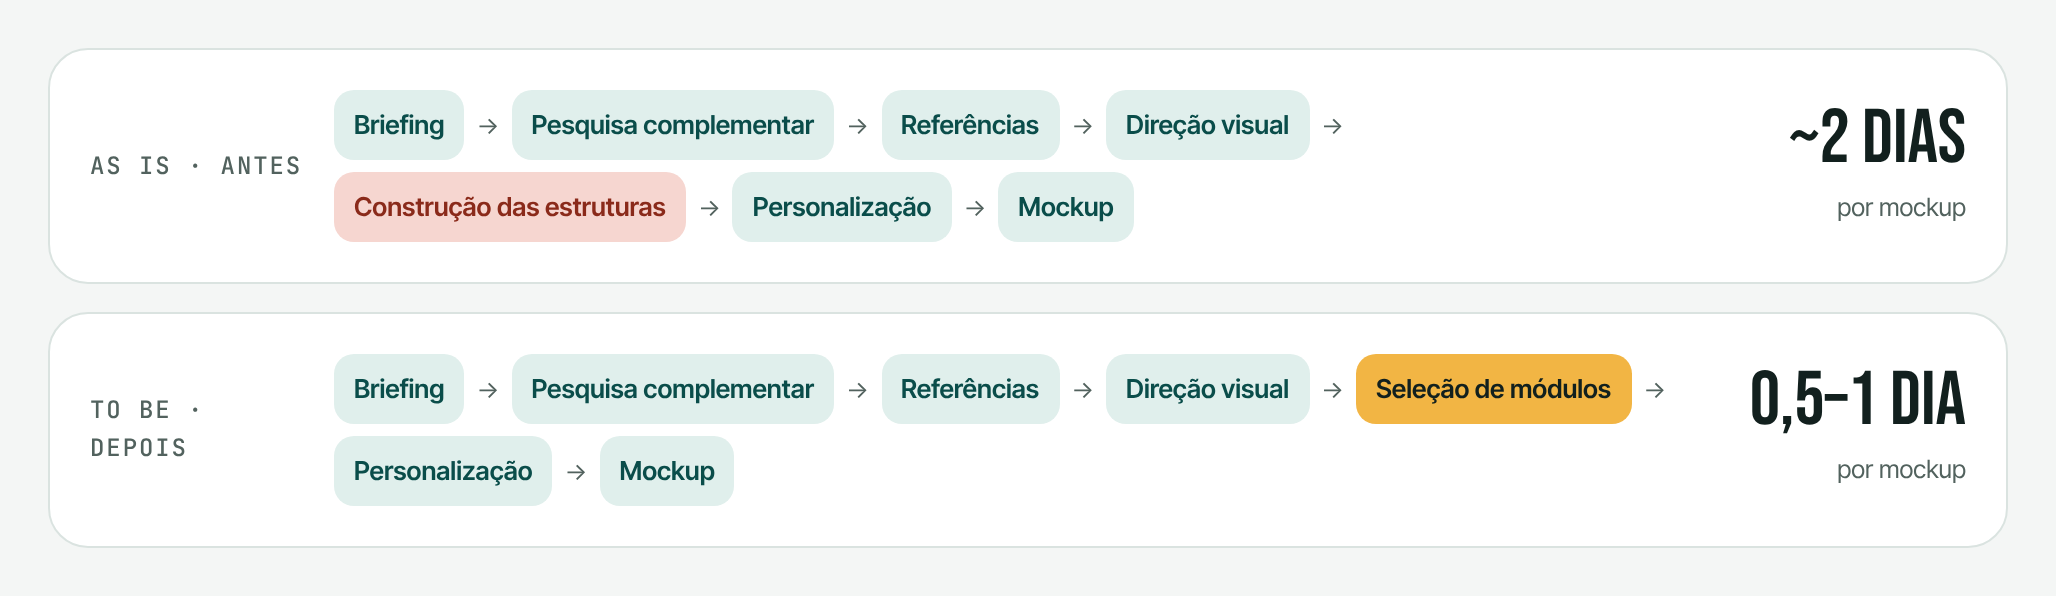 AS IS · ANTES
Briefing → Pesquisa complementar → Referências → Direção visual →
Construção das estruturas → Personalização → Mockup
~2 DIAS
por mockup
TO BE ·
DEPOIS
Briefing → Pesquisa complementar → Referências → Direção visual → Seleção de módulos →
Personalização → Mockup
0,5–1 DIA
por mockup